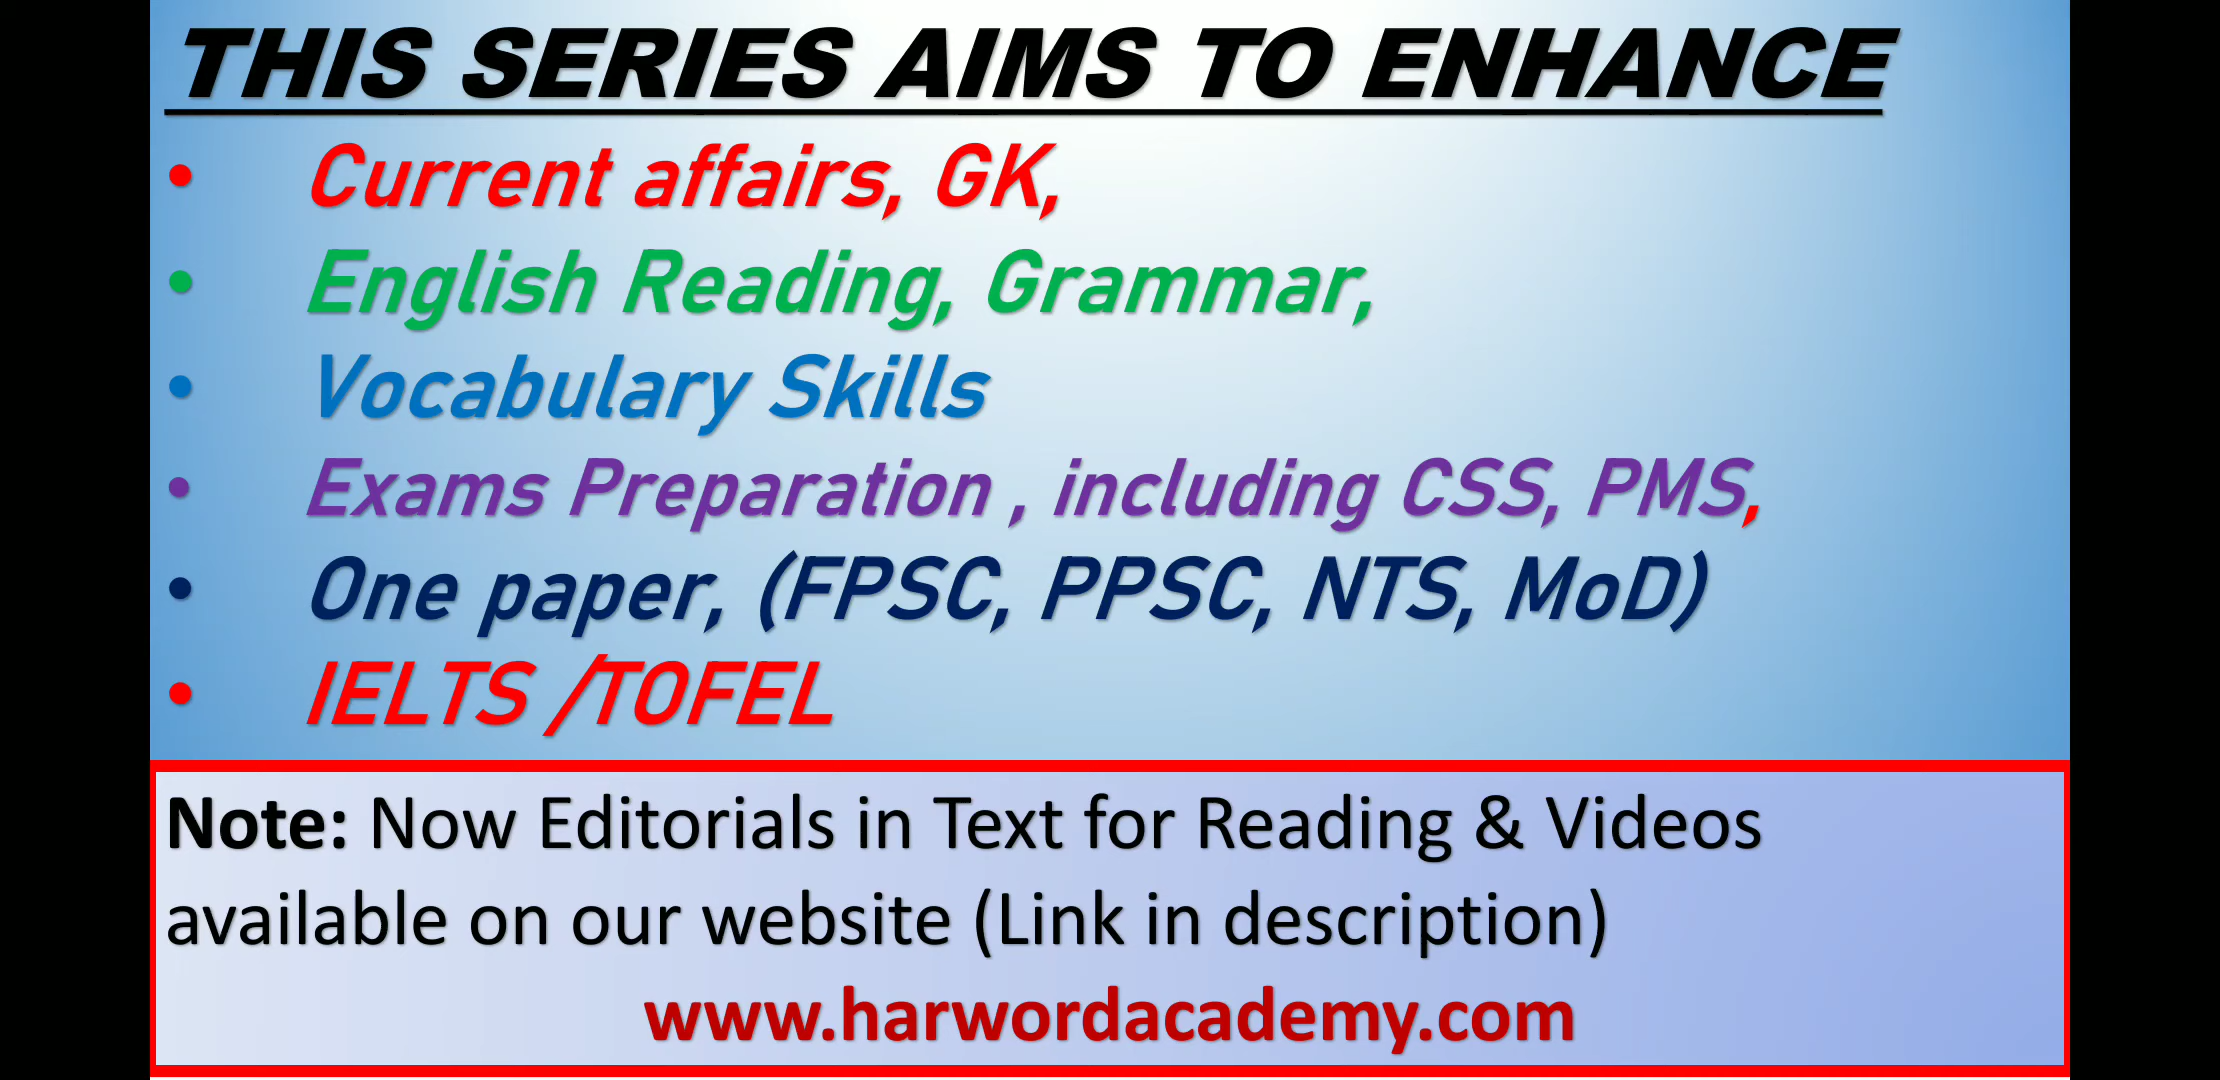 THIS SERIES AIMS TO ENHANCE
• Current affairs, GK,
• English Reading, Grammar,
• Vocabulary Skills
• Exams Preparation , including CSS, PMS,
• One paper, (FPSC, PPSC, NTS, MoD)
• IELTS /TOFEL
Note: Now Editorials in Text for Reading & Videos
available on our website (Link in description)
www.harwordacademy.com